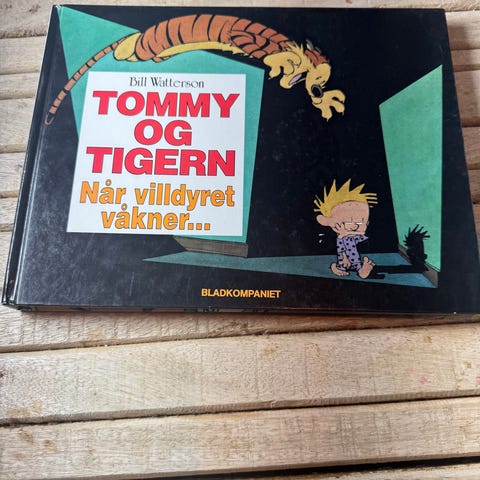 Bill Watterson
TOMMY
OG
TIGERN
Når villdyret
våkner...
BLADKOMPANIET